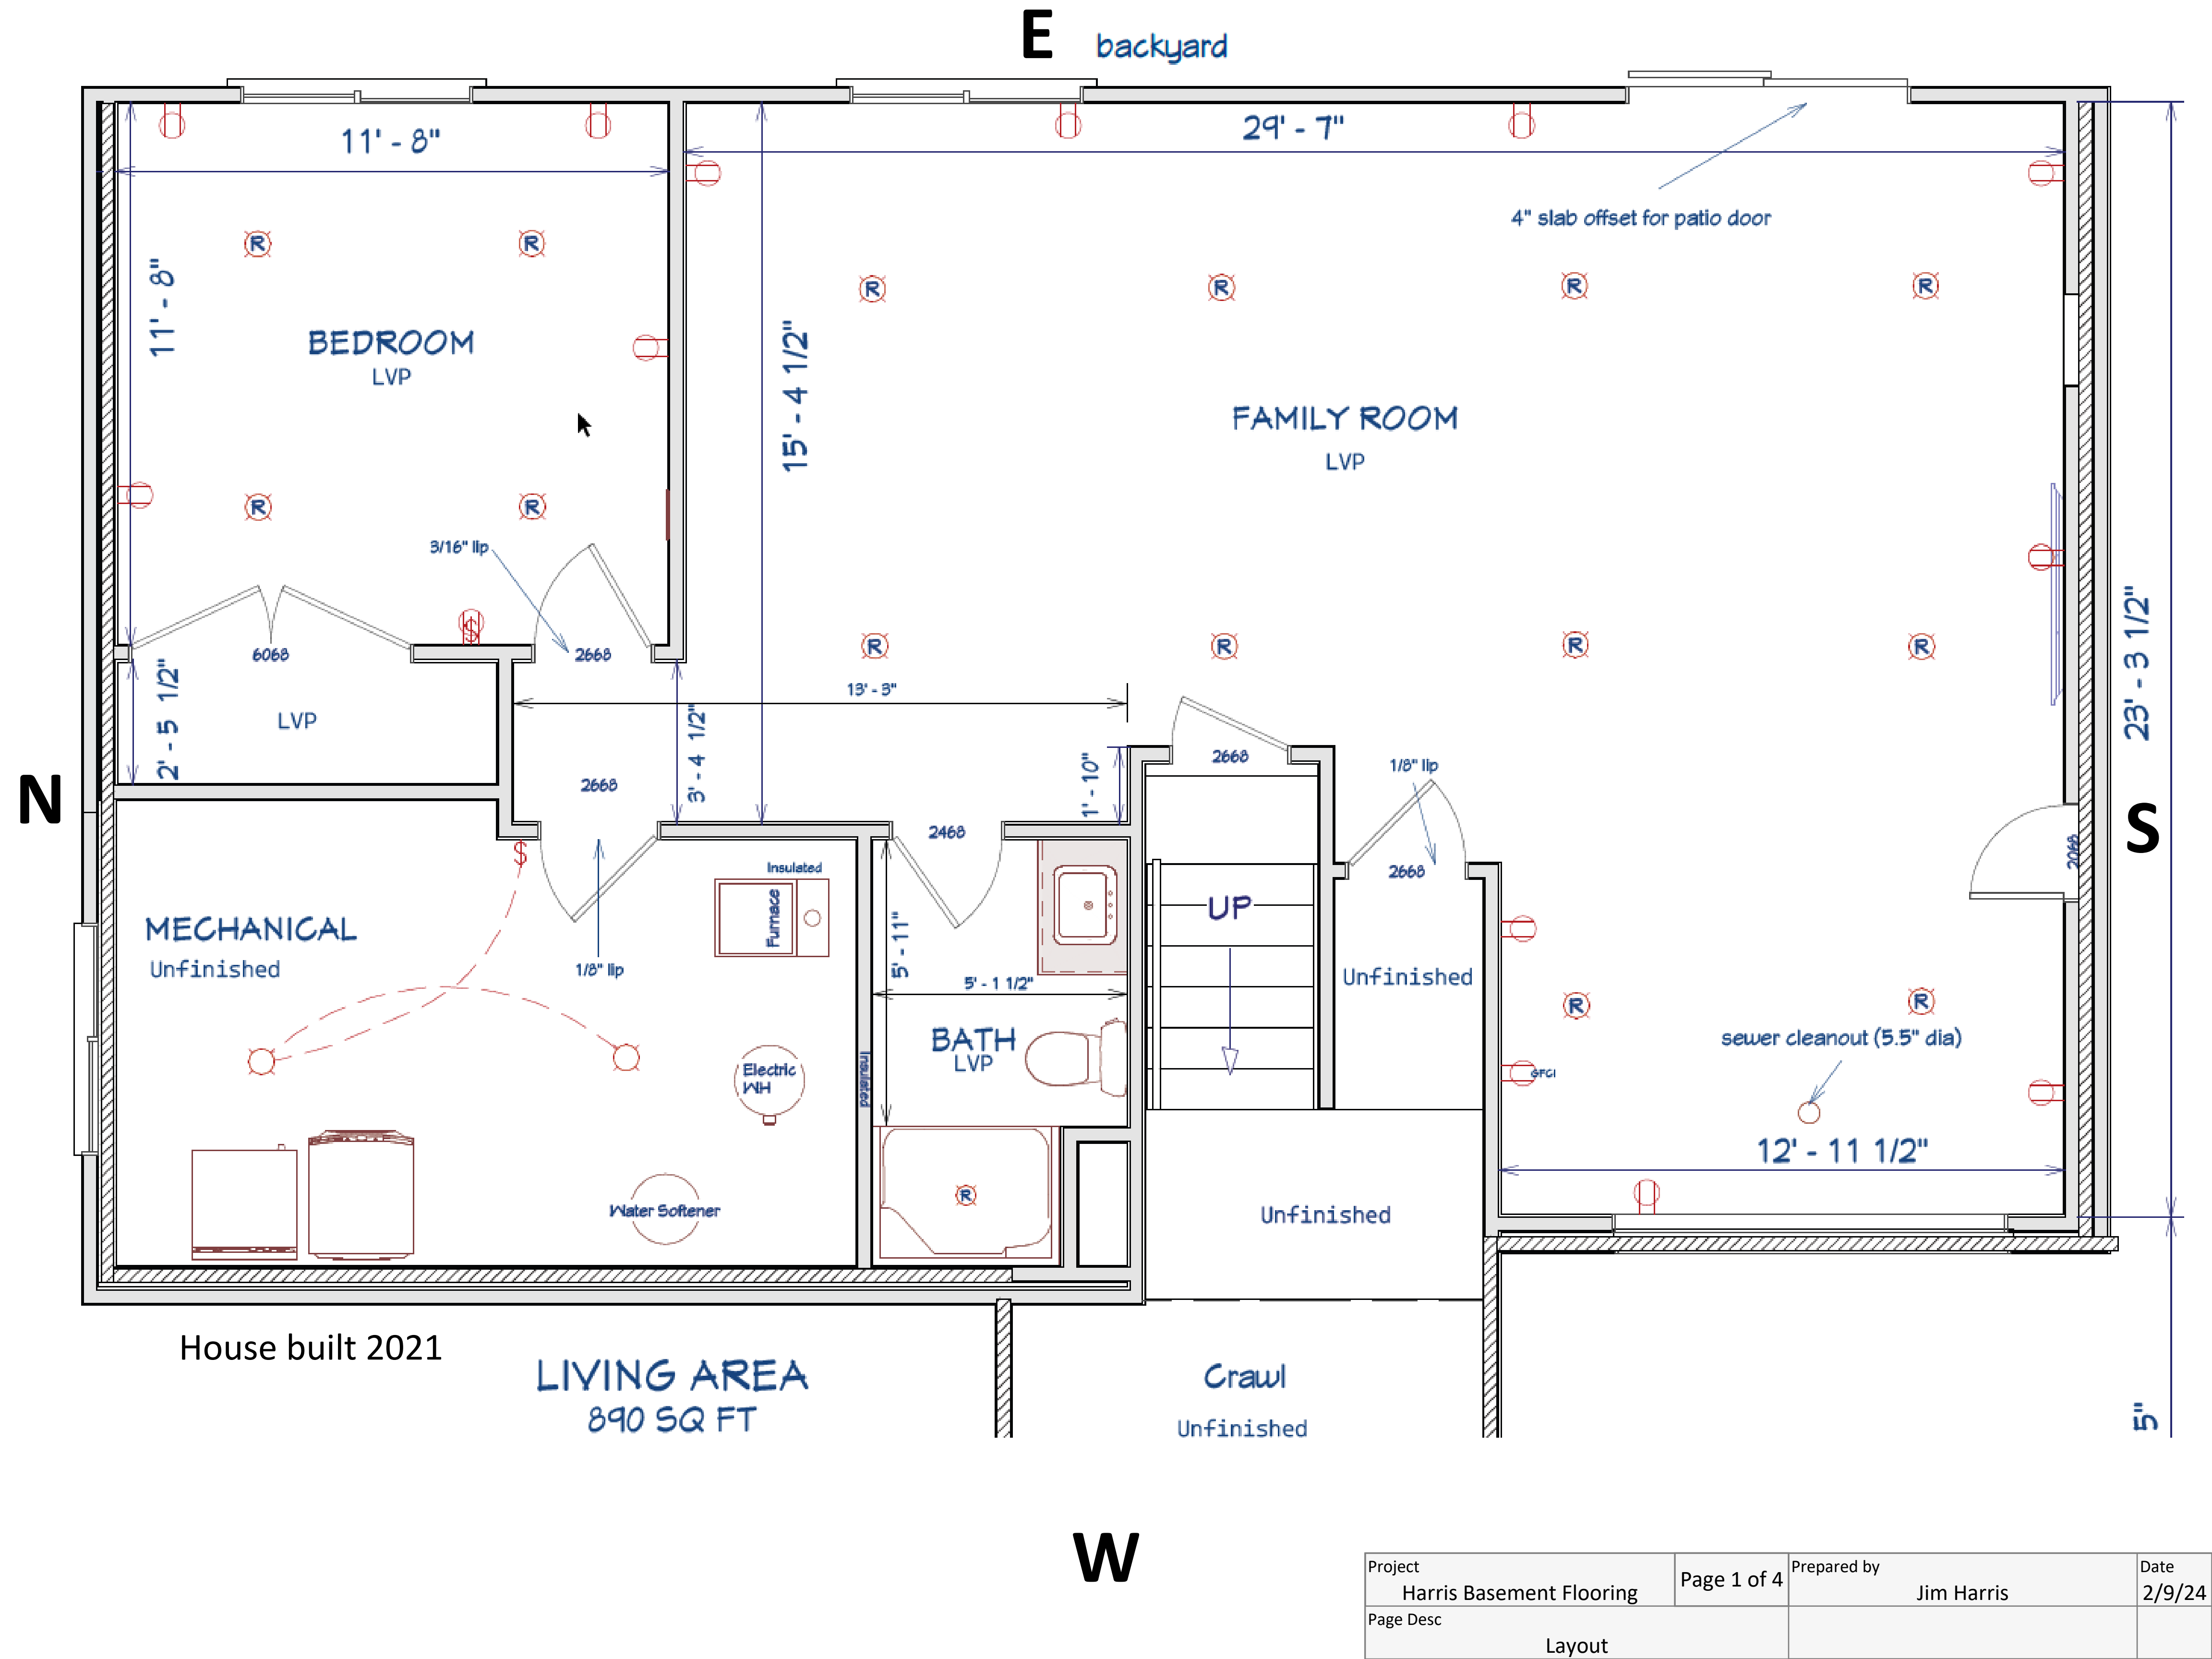 E backyard
11' - 8"
29' - 7"
4" slab offset for patio door
R R
R R R R
11' - 8"
15' - 4 1/2"
BEDROOM
LVP
FAMILY ROOM
LVP
R R
3/16" lip
23' - 3 1/2"
6068
$
2668
R R R R
2' - 5 1/2"
LVP
13' - 3"
3' - 4 1/2"
2668
1' - 10"
2668
1/8" lip
N
S
2468
2668
2068
$
Insulated
Furnace
MECHANICAL
Unfinished
1/8" lip
5' - 11"
5' - 1 1/2"
UP
Unfinished
R R
BATH
LVP
sewer cleanout (5.5" dia)
Electric
WH
Insulated
GFCI
12' - 11 1/2"
R
Water Softener
Unfinished
House built 2021
LIVING AREA
890 SQ FT
Crawl
Unfinished
5"
W
Project
Harris Basement Flooring
Page 1 of 4
Prepared by
Jim Harris
Date
2/9/24
Page Desc
Layout